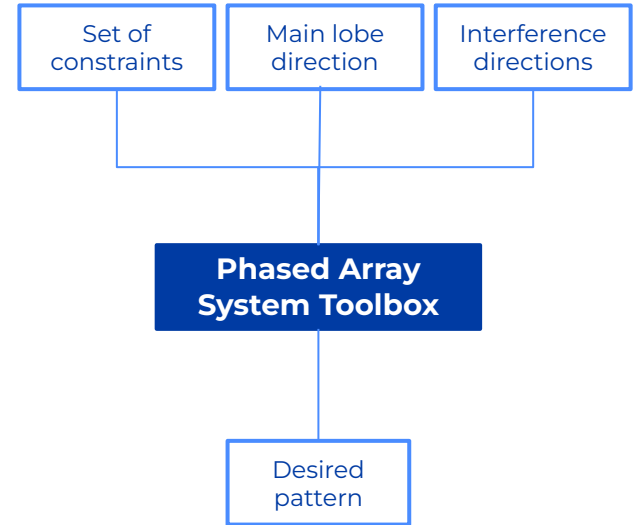 Set of
constraints
Main lobe
direction
Interference
directions
Phased Array
System Toolbox
Desired
pattern